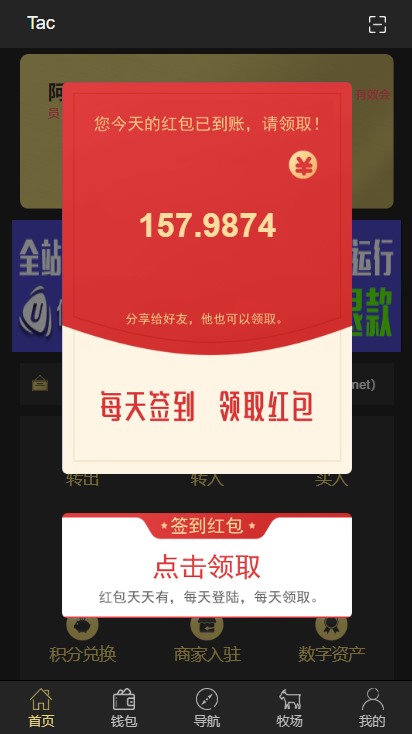 Tac
阿
员
有效会
您今天的红包已到账，请领取！
157.9874
全站
运行
分享给好友，他也可以领取。
退款
net)
每天签到 领取红包
转出
转入
买入
签到红包
点击领取
红包天天有，每天登陆，每天领取。
积分兑换
商家入驻
数字资产
首页
钱包
导航
牧场
我的